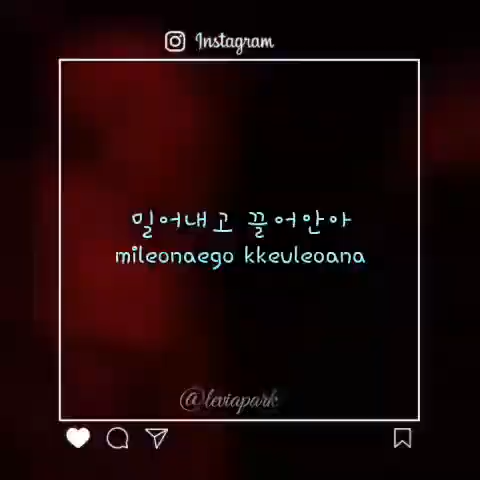 Instagram
밀어내고 끌어안아
mileonaego kkeuleoana
@leviapark